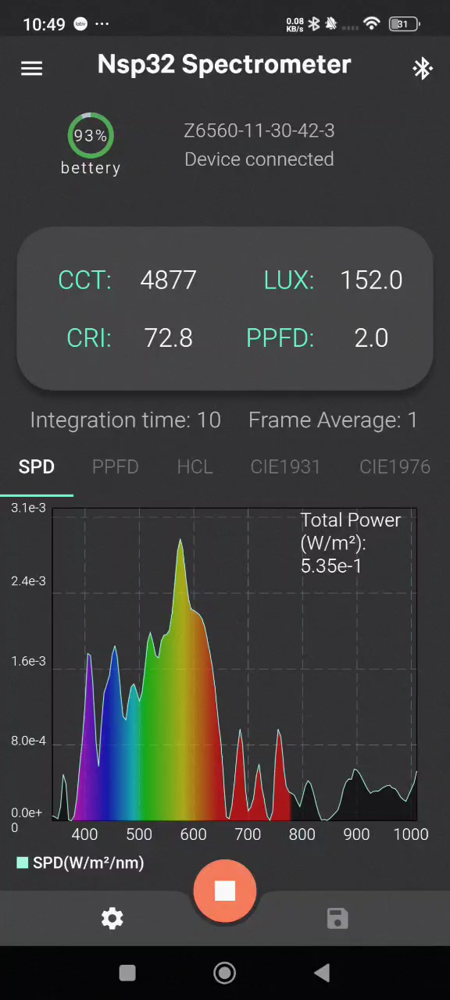 10:49
0.08
KB/s
31
Nsp32 Spectrometer
93%
bettery
Z6560-11-30-42-3
Device connected
CCT: 4877 LUX: 152.0
CRI: 72.8 PPFD: 2.0
Integration time: 10 Frame Average: 1
SPD PPFD HCL CIE1931 CIE1976
3.1e-3
2.4e-3
1.6e-3
8.0e-4
0.0e+
0
Total Power
(W/m²):
5.35e-1
400 500 600 700 800 900 1000
SPD(W/m²/nm)